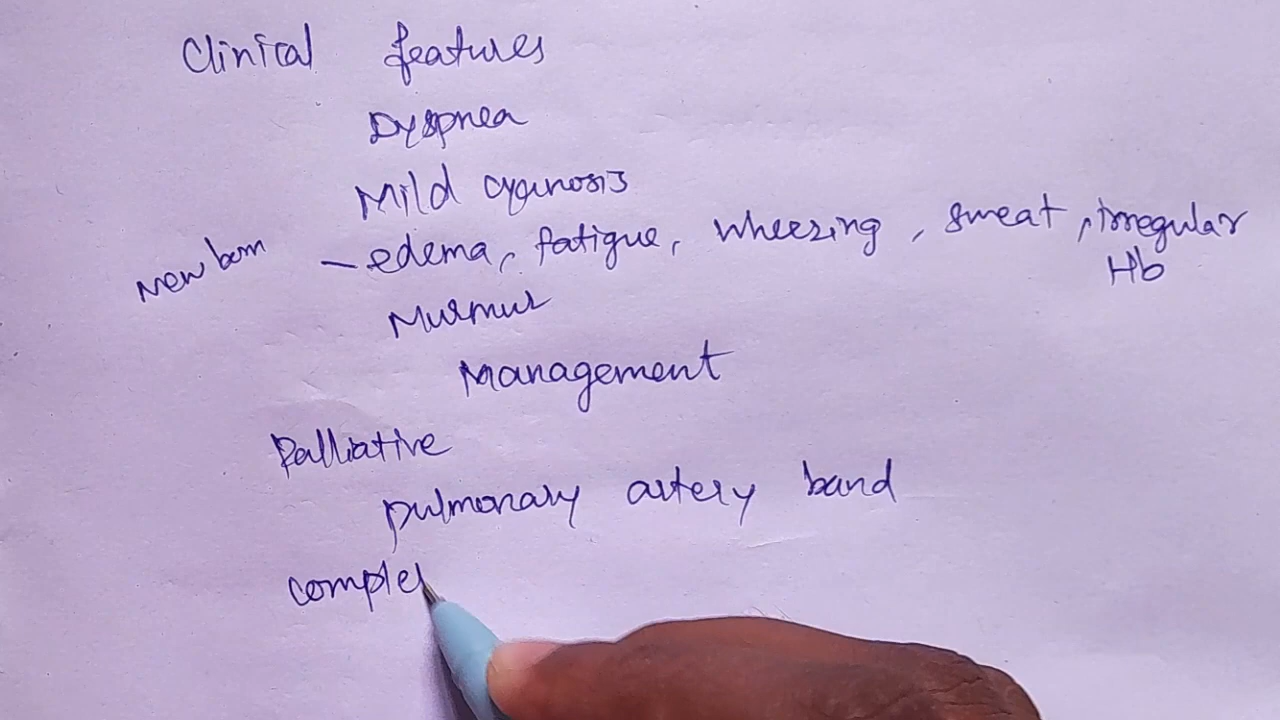 Clinical features
Dyspnea
Mild cyanosis
New born - edema, fatigue, wheezing, sweat, irregular
Hb
Murmur
Management
Palliative
pulmonary artery band
comple